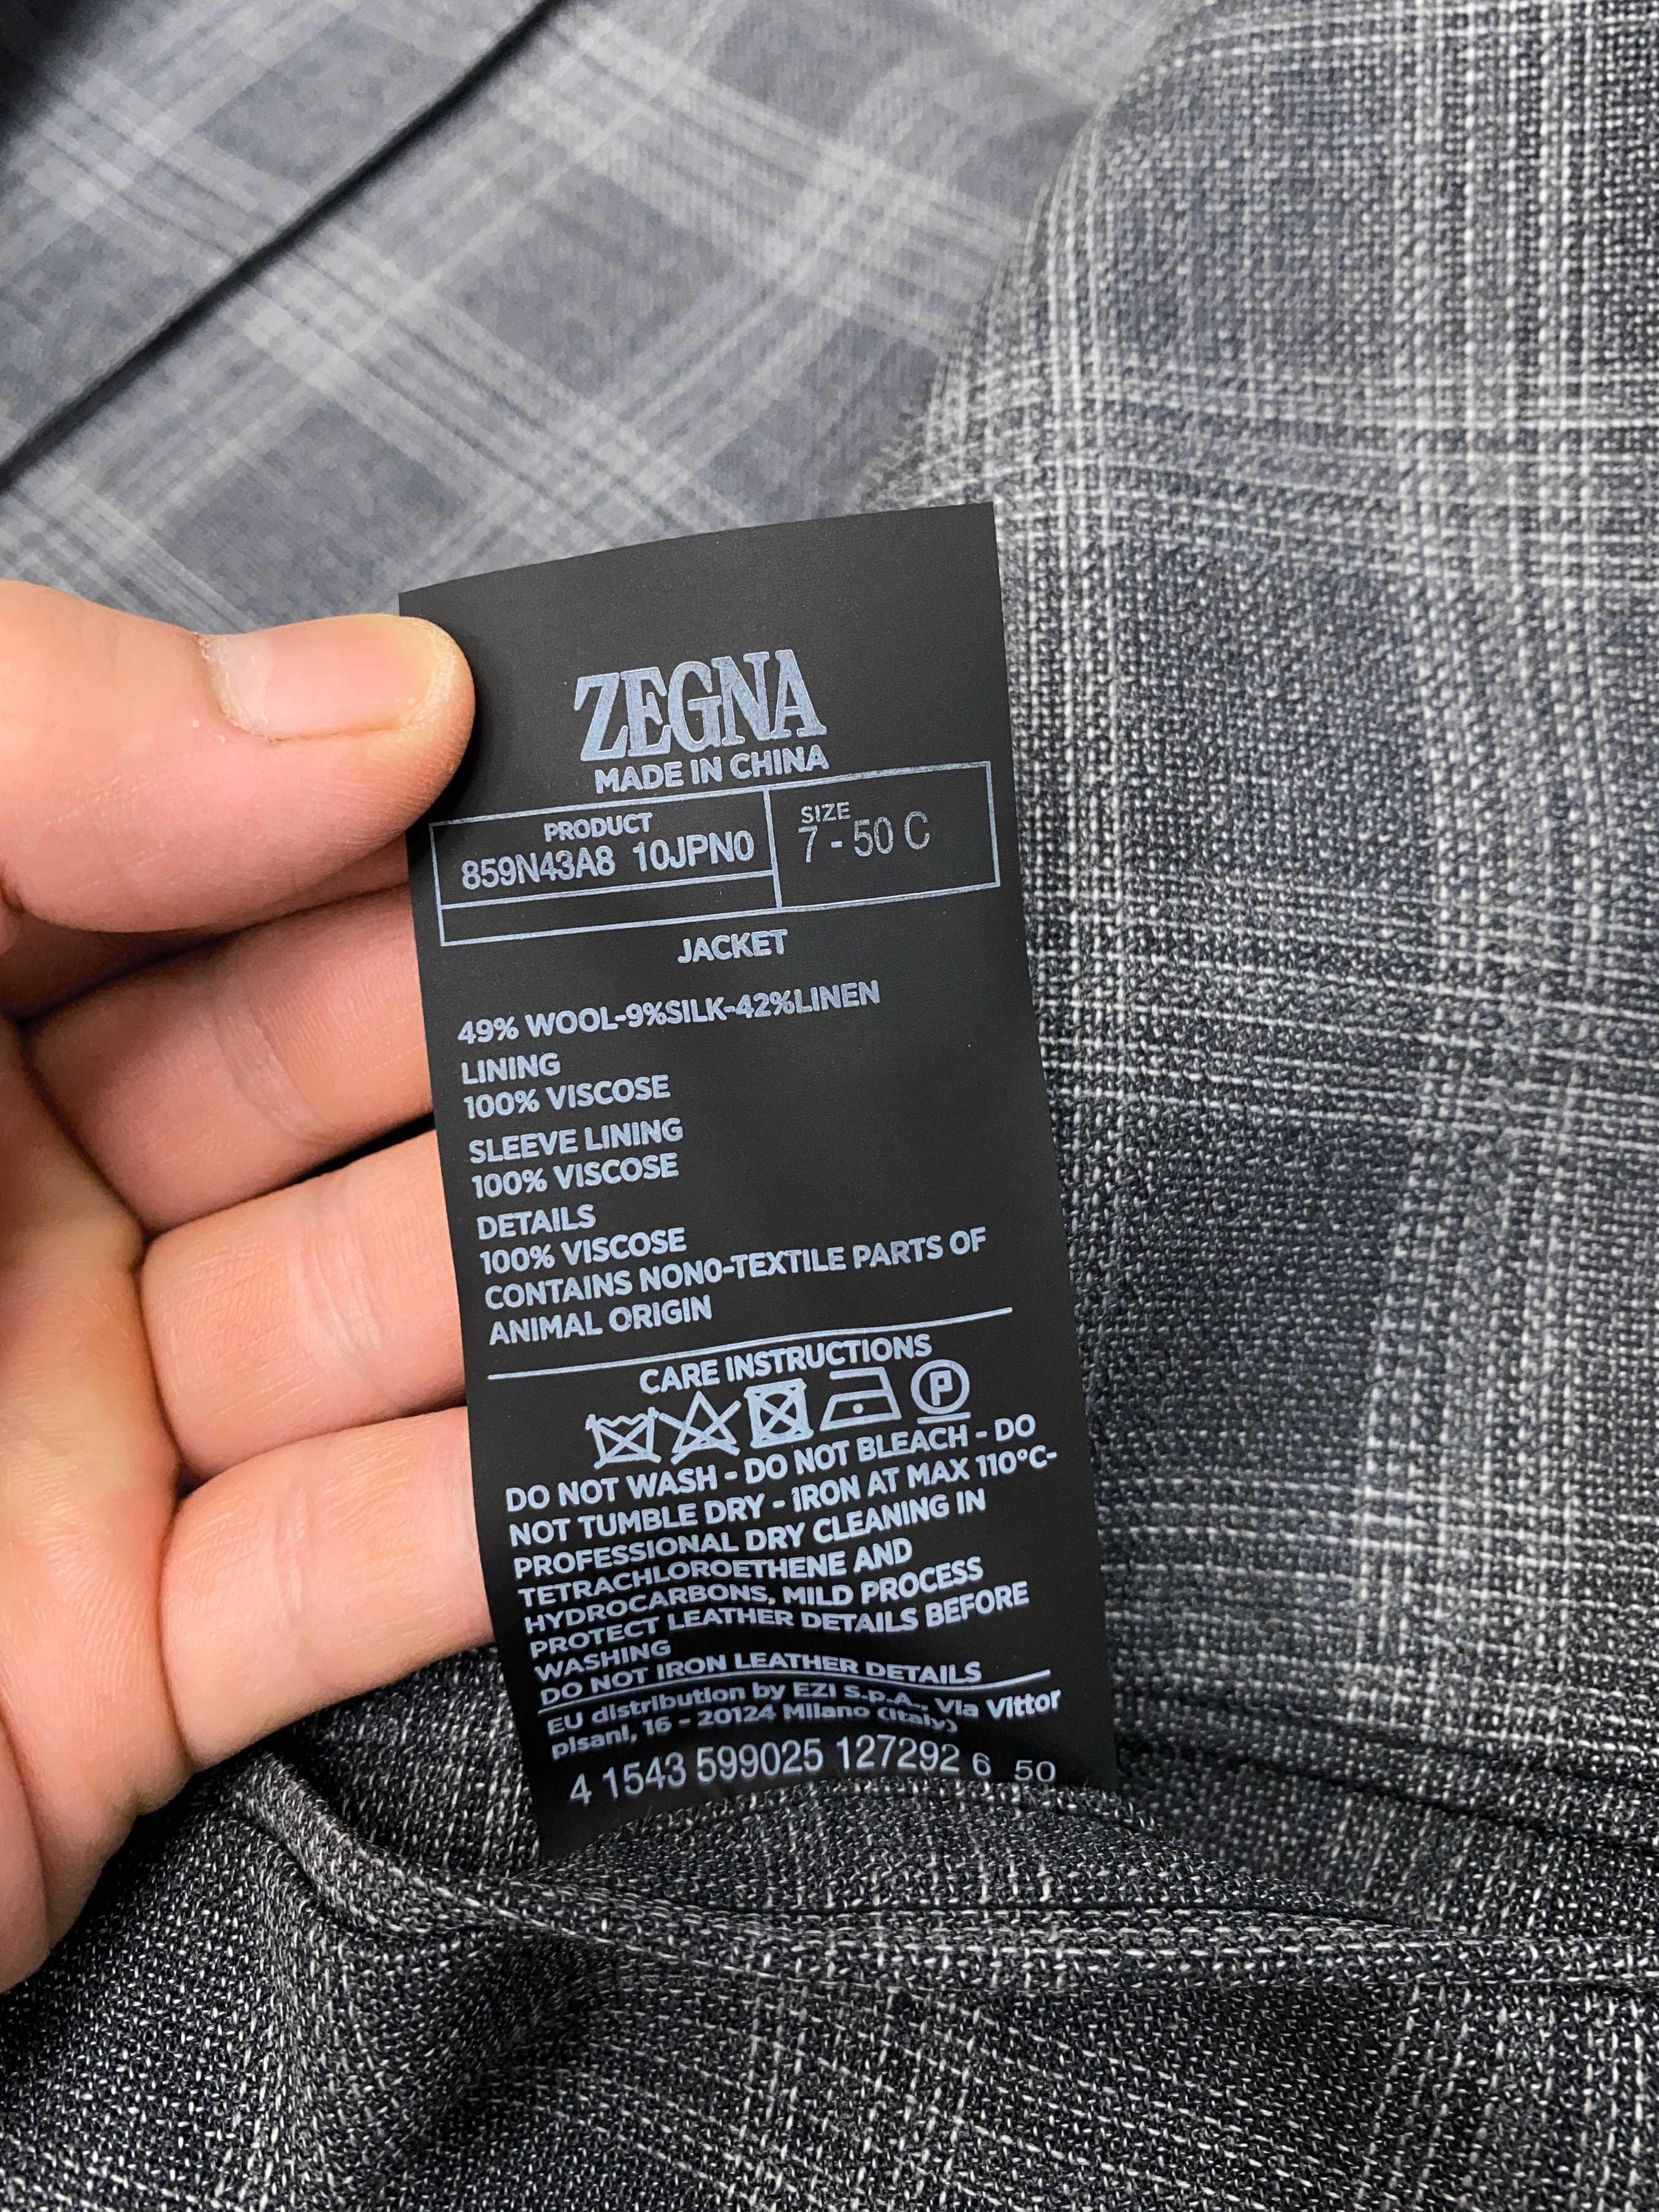 ZEGNA
MADE IN CHINA
PRODUCT
859N43A8 10JPN0
SIZE
7-50 C
JACKET
49% WOOL-9%SILK-42%LINEN
LINING
100% VISCOSE
SLEEVE LINING
100% VISCOSE
DETAILS
100% VISCOSE
CONTAINS NONO-TEXTILE PARTS OF
ANIMAL ORIGIN
CARE INSTRUCTIONS
P
DO NOT WASH - DO NOT BLEACH - DO
NOT TUMBLE DRY - IRON AT MAX 110°C-
PROFESSIONAL DRY CLEANING IN
TETRACHLOROETHENE AND
HYDROCARBONS, MILD PROCESS
PROTECT LEATHER DETAILS BEFORE
WASHING
DO NOT IRON LEATHER DETAILS
EU distribution by EZI S.p.A., Via Vittor
pisani, 16 - 20124 Milano (Italy)
4 1543 599025 127292 6 50